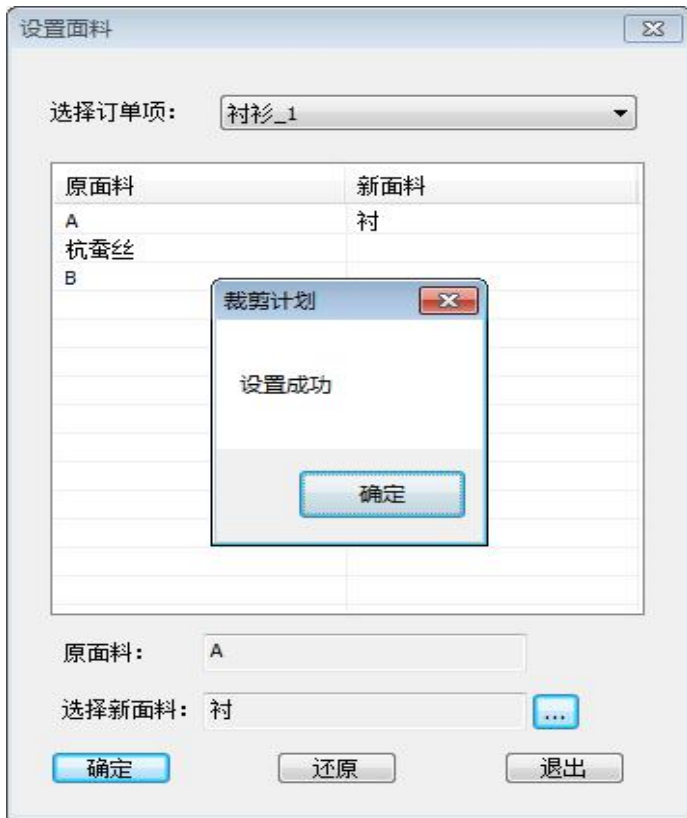 设置面料
选择订单项： 衬衫_1
原面料 新面料
A 衬
杭蚕丝
B
裁剪计划
设置成功
确定
原面料： A
选择新面料： 衬 ...
确定 还原 退出